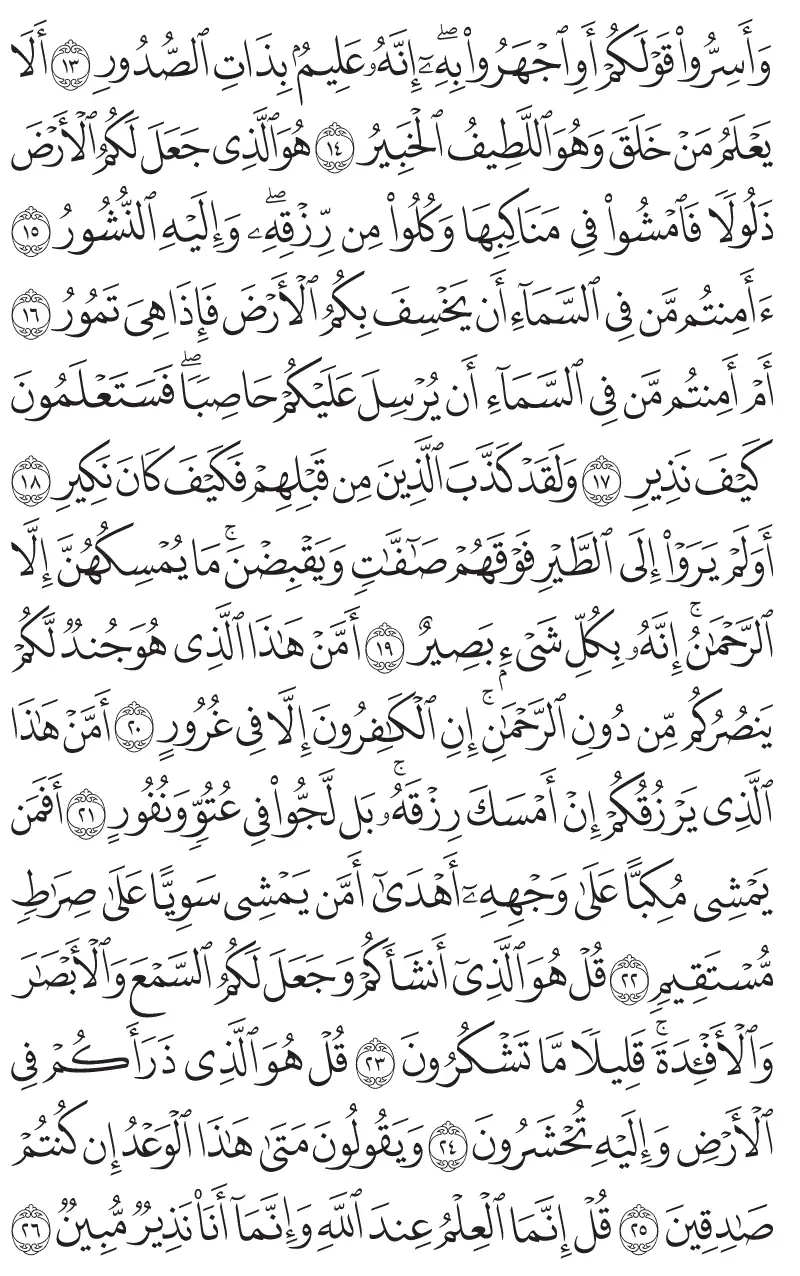 وَأَسِرُّوا۟ قَوْلَكُمْ أَوِ ٱجْهَرُوا۟ بِهِۦٓ ۖ إِنَّهُۥ عَلِيمٌۢ بِذَاتِ ٱلصُّدُورِ ١٣ أَلَا
يَعْلَمُ مَنْ خَلَقَ وَهُوَ ٱللَّطِيفُ ٱلْخَبِيرُ ١٤ هُوَ ٱلَّذِى جَعَلَ لَكُمُ ٱلْأَرْضَ
ذَلُولًا فَٱمْشُوا۟ فِى مَنَاكِبِهَا وَكُلُوا۟ مِن رِّزْقِهِۦ ۖ وَإِلَيْهِ ٱلنُّشُورُ ١٥
ءَأَمِنتُم مَّن فِى ٱلسَّمَآءِ أَن يَخْسِفَ بِكُمُ ٱلْأَرْضَ فَإِذَا هِىَ تَمُورُ ١٦
أَمْ أَمِنتُم مَّن فِى ٱلسَّمَآءِ أَن يُرْسِلَ عَلَيْكُمْ حَاصِبًا ۖ فَسَتَعْلَمُونَ
كَيْفَ نَذِيرِ ١٧ وَلَقَدْ كَذَّبَ ٱلَّذِينَ مِن قَبْلِهِمْ فَكَيْفَ كَانَ نَكِيرِ ١٨
أَوَلَمْ يَرَوْا۟ إِلَى ٱلطَّيْرِ فَوْقَهُمْ صَـٰٓفَّـٰتٍ وَيَقْبِضْنَ ۚ مَا يُمْسِكُهُنَّ إِلَّا
ٱلرَّحْمَـٰنُ ۚ إِنَّهُۥ بِكُلِّ شَىْءٍۭ بَصِيرٌ ١٩ أَمَّنْ هَـٰذَا ٱلَّذِى هُوَ جُندٌ لَّكُمْ
يَنصُرُكُم مِّن دُونِ ٱلرَّحْمَـٰنِ ۚ إِنِ ٱلْكَـٰفِرُونَ إِلَّا فِى غُرُورٍ ٢٠ أَمَّنْ هَـٰذَا
ٱلَّذِى يَرْزُقُكُمْ إِنْ أَمْسَكَ رِزْقَهُۥ ۚ بَل لَّجُّوا۟ فِى عُتُوٍّ وَنُفُورٍ ٢١ أَفَمَن
يَمْشِى مُكِبًّا عَلَىٰ وَجْهِهِۦٓ أَهْدَىٰٓ أَمَّن يَمْشِى سَوِيًّا عَلَىٰ صِرَٰطٍ
مُّسْتَقِيمٍ ٢٢ قُلْ هُوَ ٱلَّذِىٓ أَنشَأَكُمْ وَجَعَلَ لَكُمُ ٱلسَّمْعَ وَٱلْأَبْصَـٰرَ
وَٱلْأَفْـِٔدَةَ ۖ قَلِيلًا مَّا تَشْكُرُونَ ٢٣ قُلْ هُوَ ٱلَّذِى ذَرَأَكُمْ فِى
ٱلْأَرْضِ وَإِلَيْهِ تُحْشَرُونَ ٢٤ وَيَقُولُونَ مَتَىٰ هَـٰذَا ٱلْوَعْدُ إِن كُنتُمْ
صَـٰدِقِينَ ٢٥ قُلْ إِنَّمَا ٱلْعِلْمُ عِندَ ٱللَّهِ وَإِنَّمَآ أَنَا۠ نَذِيرٌ مُّبِينٌ ٢٦